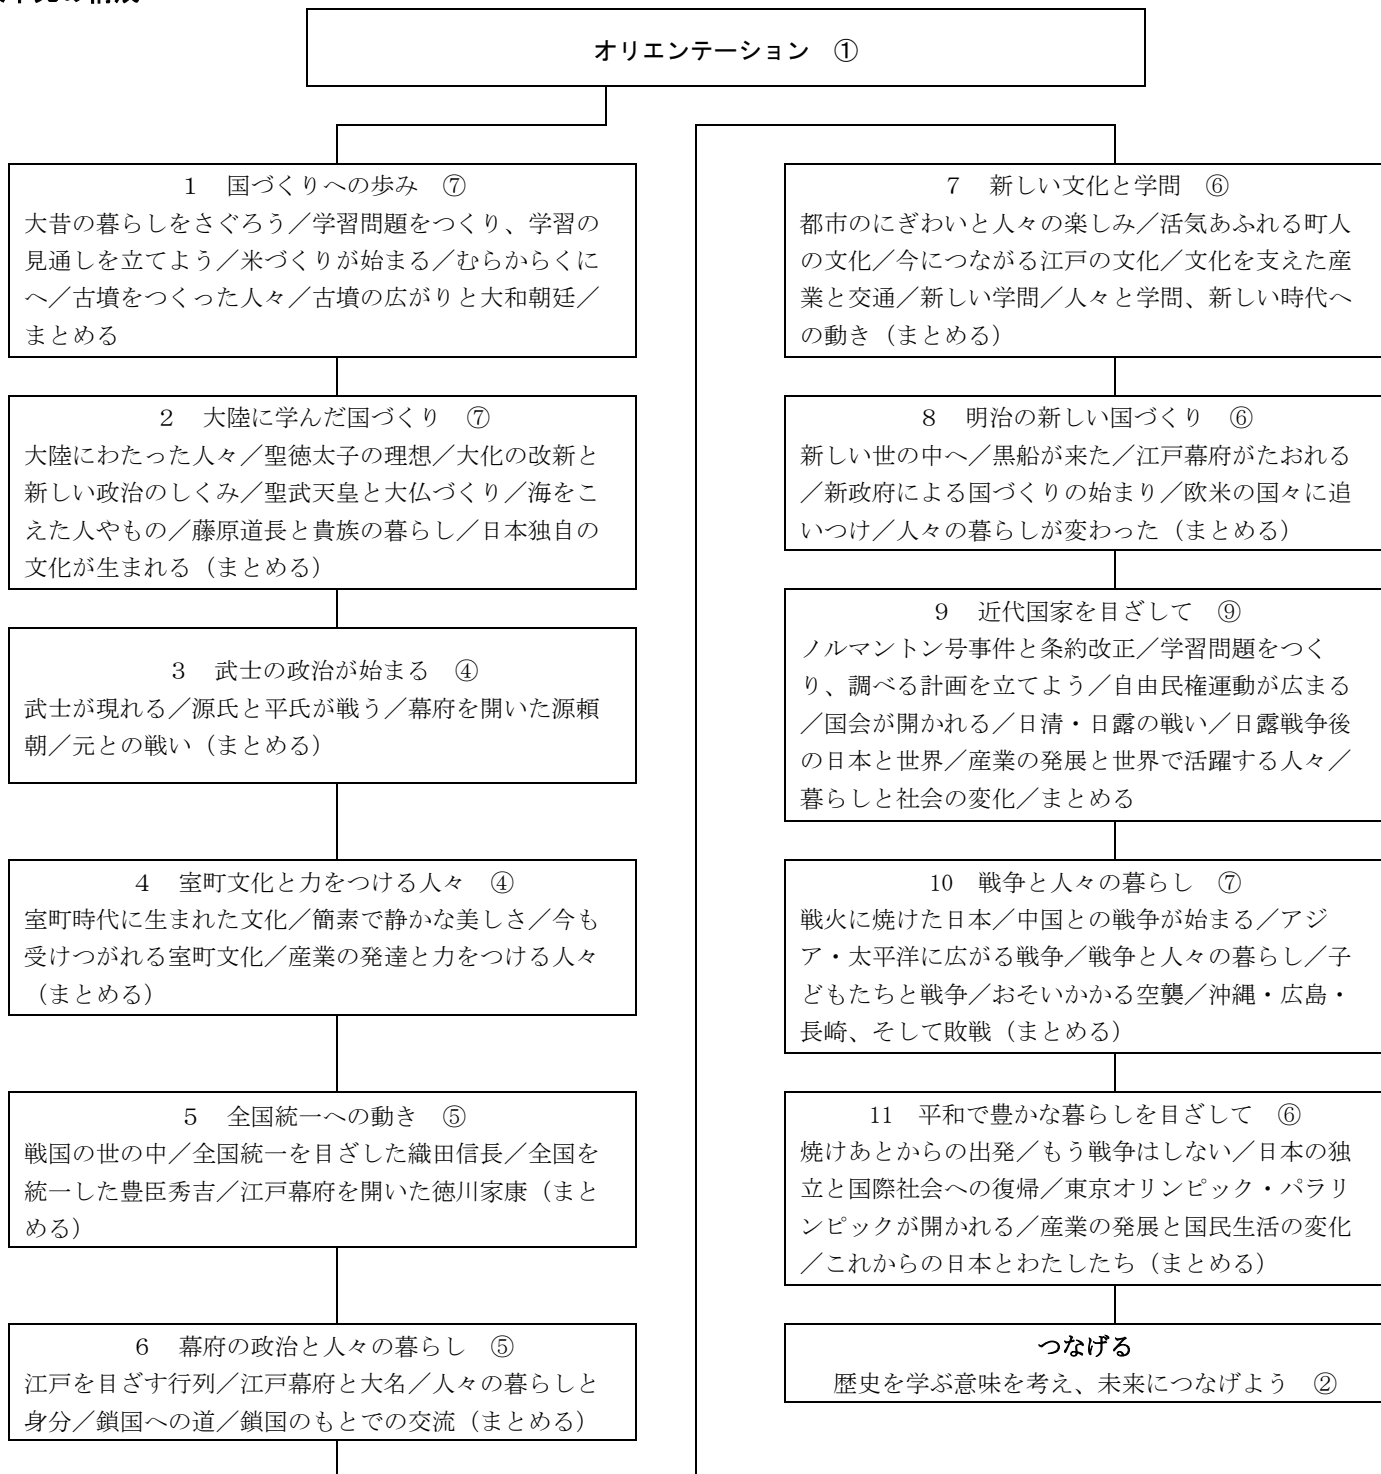 オリエンテーション ①
1 国づくりへの歩み ⑦
大昔の暮らしをさぐろう／学習問題をつくり、学習の
見通しを立てよう／米づくりが始まる／むらからくに
へ／古墳をつくった人々／古墳の広がりと大和朝廷／
まとめる
2 大陸に学んだ国づくり ⑦
大陸にわたった人々／聖徳太子の理想／大化の改新と
新しい政治のしくみ／聖武天皇と大仏づくり／海をこ
えた人やもの／藤原道長と貴族の暮らし／日本独自の
文化が生まれる（まとめる）
3 武士の政治が始まる ④
武士が現れる／源氏と平氏が戦う／幕府を開いた源頼
朝／元との戦い（まとめる）
4 室町文化と力をつける人々 ④
室町時代に生まれた文化／簡素で静かな美しさ／今も
受けつがれる室町文化／産業の発達と力をつける人々
（まとめる）
5 全国統一への動き ⑤
戦国の世の中／全国統一を目ざした織田信長／全国を
統一した豊臣秀吉／江戸幕府を開いた徳川家康（まと
める）
6 幕府の政治と人々の暮らし ⑤
江戸を目ざす行列／江戸幕府と大名／人々の暮らしと
身分／鎖国への道／鎖国のもとでの交流（まとめる）
7 新しい文化と学問 ⑥
都市のにぎわいと人々の楽しみ／活気あふれる町人
の文化／今につながる江戸の文化／文化を支えた産
業と交通／新しい学問／人々と学問、新しい時代へ
の動き（まとめる）
8 明治の新しい国づくり ⑥
新しい世の中へ／黒船が来た／江戸幕府がたおれる
／新政府による国づくりの始まり／欧米の国々に追
いつけ／人々の暮らしが変わった（まとめる）
9 近代国家を目ざして ⑨
ノルマントン号事件と条約改正／学習問題をつく
り、調べる計画を立てよう／自由民権運動が広まる
／国会が開かれる／日清・日露の戦い／日露戦争後
の日本と世界／産業の発展と世界で活躍する人々／
暮らしと社会の変化／まとめる
10 戦争と人々の暮らし ⑦
戦火に焼けた日本／中国との戦争が始まる／アジ
ア・太平洋に広がる戦争／戦争と人々の暮らし／子
どもたちと戦争／おそいかかる空襲／沖縄・広島・
長崎、そして敗戦（まとめる）
11 平和で豊かな暮らしを目ざして ⑥
焼けあとからの出発／もう戦争はしない／日本の独
立と国際社会への復帰／東京オリンピック・パラリ
ンピックが開かれる／産業の発展と国民生活の変化
／これからの日本とわたしたち（まとめる）
つなげる
歴史を学ぶ意味を考え、未来につなげよう ②